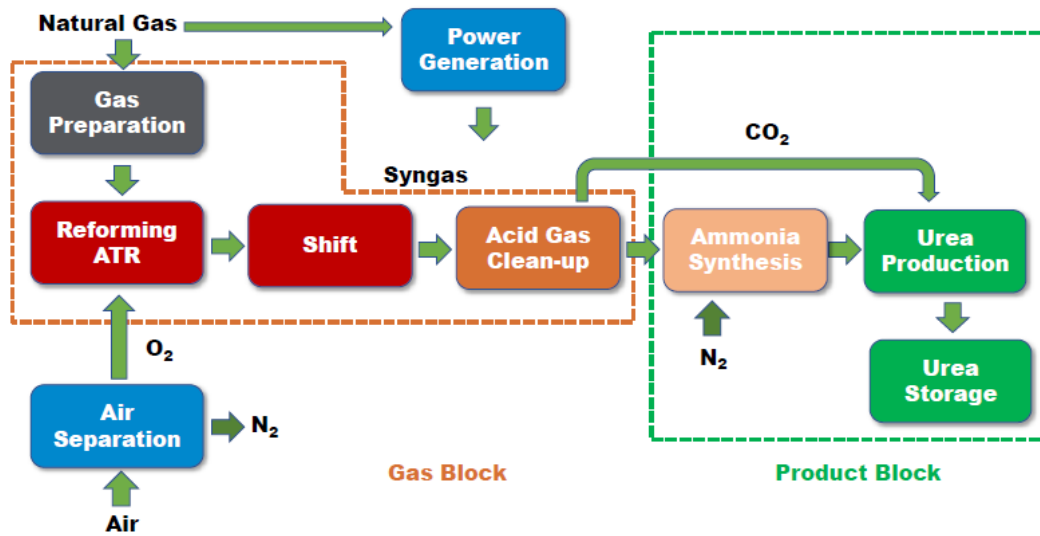 Natural Gas
Power
Generation
Gas
Preparation
CO₂
Syngas
Reforming
ATR
Shift
Acid Gas
Clean-up
Ammonia
Synthesis
Urea
Production
O₂
N₂
Urea
Storage
Air
Separation
N₂
Gas Block
Product Block
Air